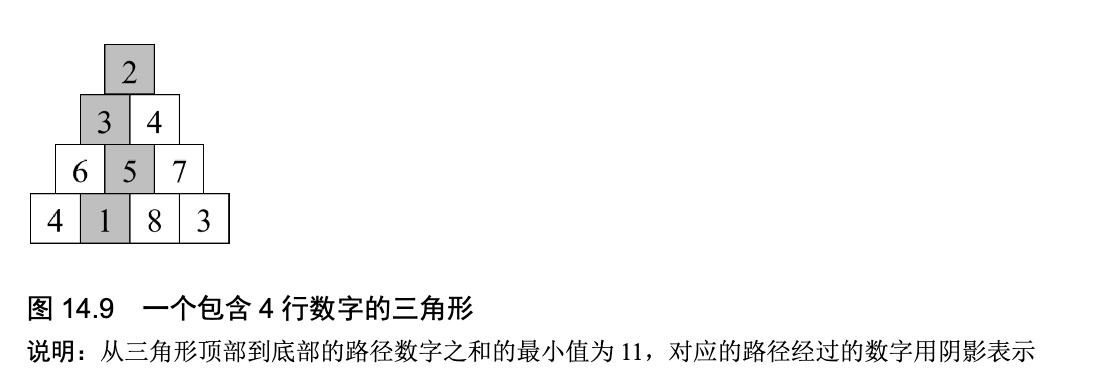 2
3 4
6 5 7
4 1 8 3
图 14.9 一个包含 4 行数字的三角形
说明：从三角形顶部到底部的路径数字之和的最小值为 11，对应的路径经过的数字用阴影表示